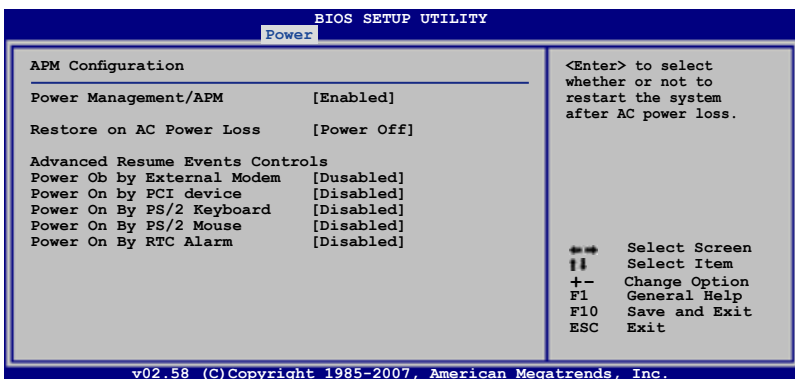 BIOS SETUP UTILITY
Power
APM Configuration
Power Management/APM [Enabled]
Restore on AC Power Loss [Power Off]
Advanced Resume Events Controls
Power Ob by External Modem [Dusabled]
Power On by PCI device [Disabled]
Power On By PS/2 Keyboard [Disabled]
Power On By PS/2 Mouse [Disabled]
Power On By RTC Alarm [Disabled]
<Enter> to select
whether or not to
restart the system
after AC power loss.
←→ Select Screen
↑↓ Select Item
+- Change Option
F1 General Help
F10 Save and Exit
ESC Exit
v02.58 (C)Copyright 1985-2007, American Megatrends, Inc.